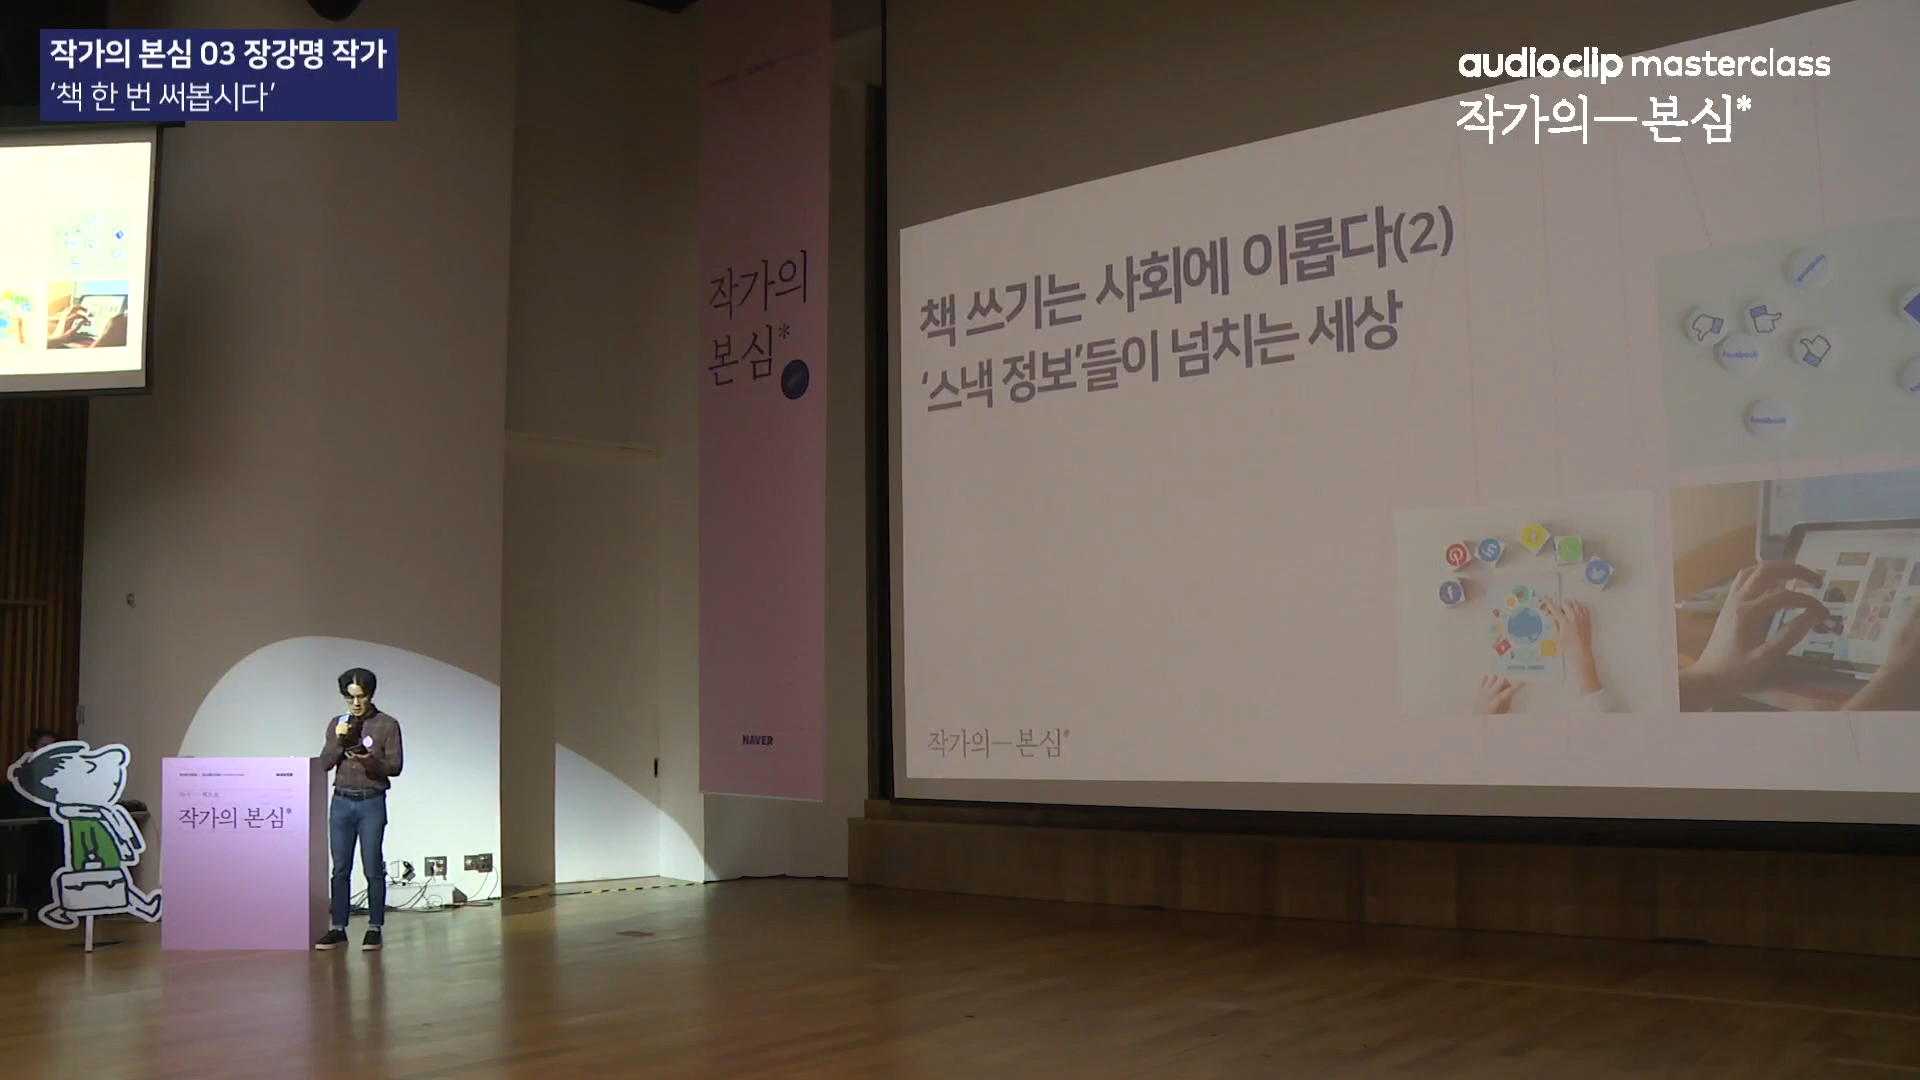 작가의 본심 03 장강명 작가
‘책 한 번 써봅시다’
audioclip masterclass
작가의—본심*
책 쓰기는 사회에 이롭다(2)
‘스낵 정보’들이 넘치는 세상
facebook
facebook
작가의—본심*
작가의
본심*
NAVER
NAVER
작가의 본심*